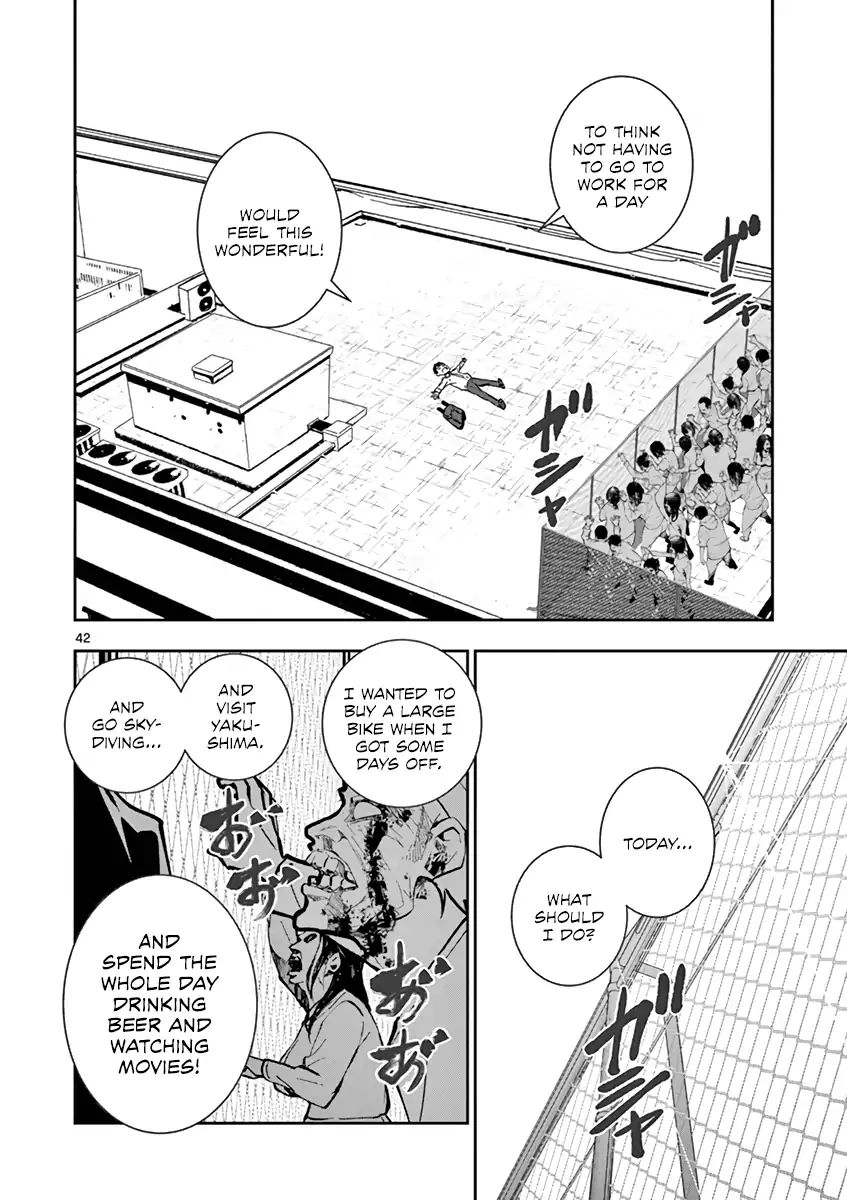 TO THINK
NOT HAVING
TO GO TO
WORK FOR
A DAY
WOULD
FEEL THIS
WONDERFUL!
ガシャ
ガシャ
42
TODAY...
WHAT
SHOULD
I DO?
ガシャ
I WANTED TO
BUY A LARGE
BIKE WHEN I
GOT SOME
DAYS OFF.
AND
VISIT
YAKU-
SHIMA.
AND
GO SKY-
DIVING...
あ゛お゛
あ゛あ゛
AND
SPEND THE
WHOLE DAY
DRINKING
BEER AND
WATCHING
MOVIES!